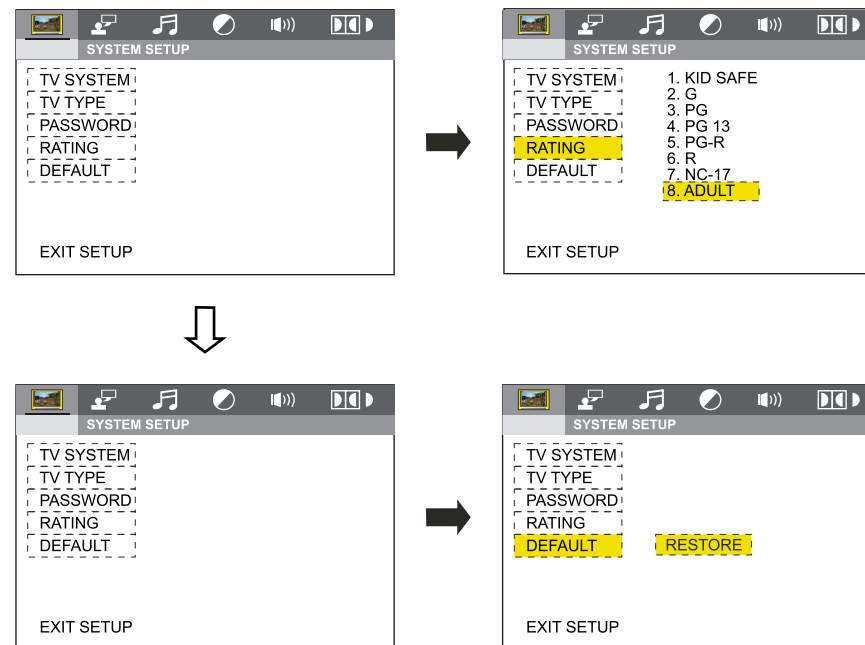 SYSTEM SETUP
TV SYSTEM
TV TYPE
PASSWORD
RATING
DEFAULT
EXIT SETUP
SYSTEM SETUP
TV SYSTEM
TV TYPE
PASSWORD
RATING
DEFAULT
1. KID SAFE
2. G
3. PG
4. PG 13
5. PG-R
6. R
7. NC-17
8. ADULT
EXIT SETUP
SYSTEM SETUP
TV SYSTEM
TV TYPE
PASSWORD
RATING
DEFAULT
EXIT SETUP
SYSTEM SETUP
TV SYSTEM
TV TYPE
PASSWORD
RATING
DEFAULT
RESTORE
EXIT SETUP